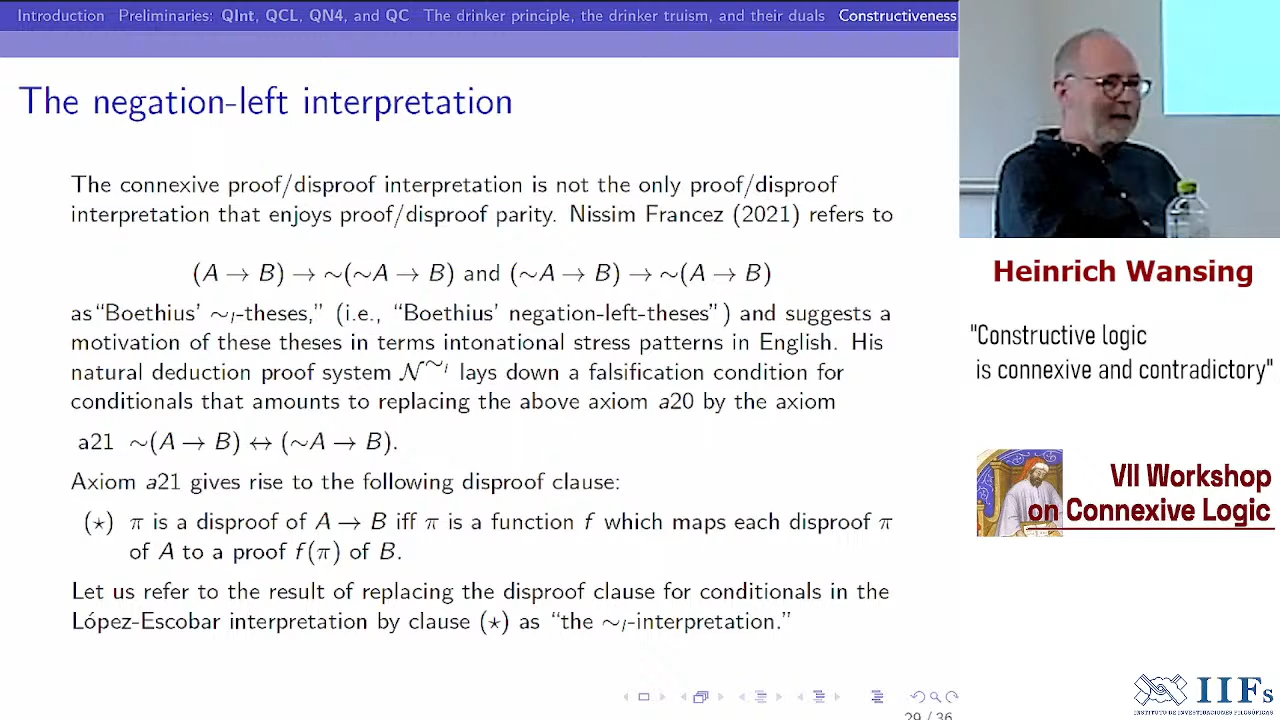 Introduction Preliminaries: QInt, QCL, QN4, and QC The drinker principle, the drinker truism, and their duals Constructiveness
The negation-left interpretation
The connexive proof/disproof interpretation is not the only proof/disproof
interpretation that enjoys proof/disproof parity. Nissim Francez (2021) refers to
(A → B) → ∼(∼A → B) and (∼A → B) → ∼(A → B)
as "Boethius' ∼ₗ-theses," (i.e., "Boethius' negation-left-theses") and suggests a
motivation of these theses in terms intonational stress patterns in English. His
natural deduction proof system 𝒩^∼ₗ lays down a falsification condition for
conditionals that amounts to replacing the above axiom a20 by the axiom
a21 ∼(A → B) ↔ (∼A → B).
Axiom a21 gives rise to the following disproof clause:
(⋆) π is a disproof of A → B iff π is a function f which maps each disproof π
of A to a proof f(π) of B.
Let us refer to the result of replacing the disproof clause for conditionals in the
López-Escobar interpretation by clause (⋆) as "the ∼ₗ-interpretation."
29 / 36
Heinrich Wansing
"Constructive logic
is connexive and contradictory"
VII Workshop
on Connexive Logic
IIFs
INSTITUTO DE INVESTIGACIONES FILOSÓFICAS